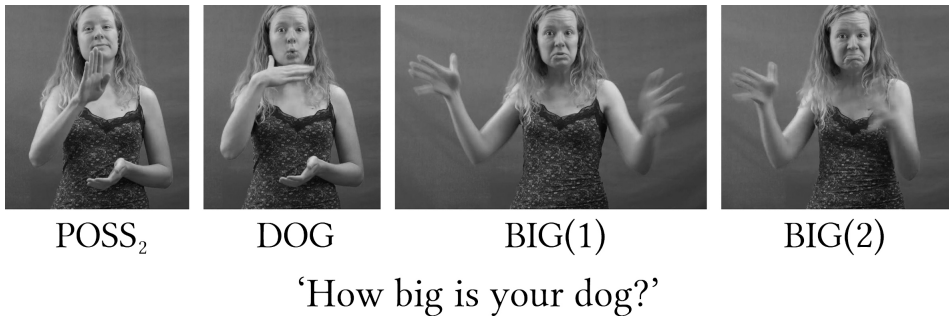 POSS₂ DOG BIG(1) BIG(2)
‘How big is your dog?’